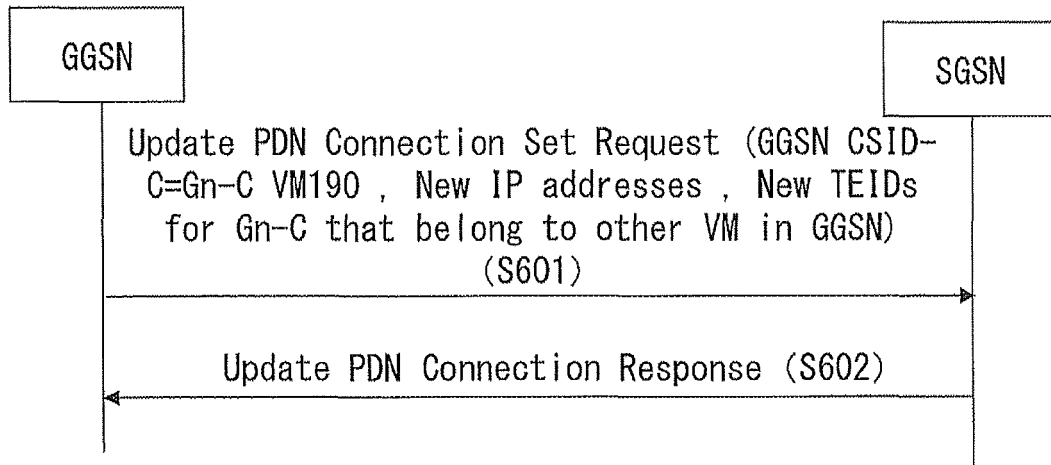 GGSN
SGSN
Update PDN Connection Set Request (GGSN CSID-
C=Gn-C VM190 , New IP addresses , New TEIDs
for Gn-C that belong to other VM in GGSN)
(S601)
Update PDN Connection Response (S602)